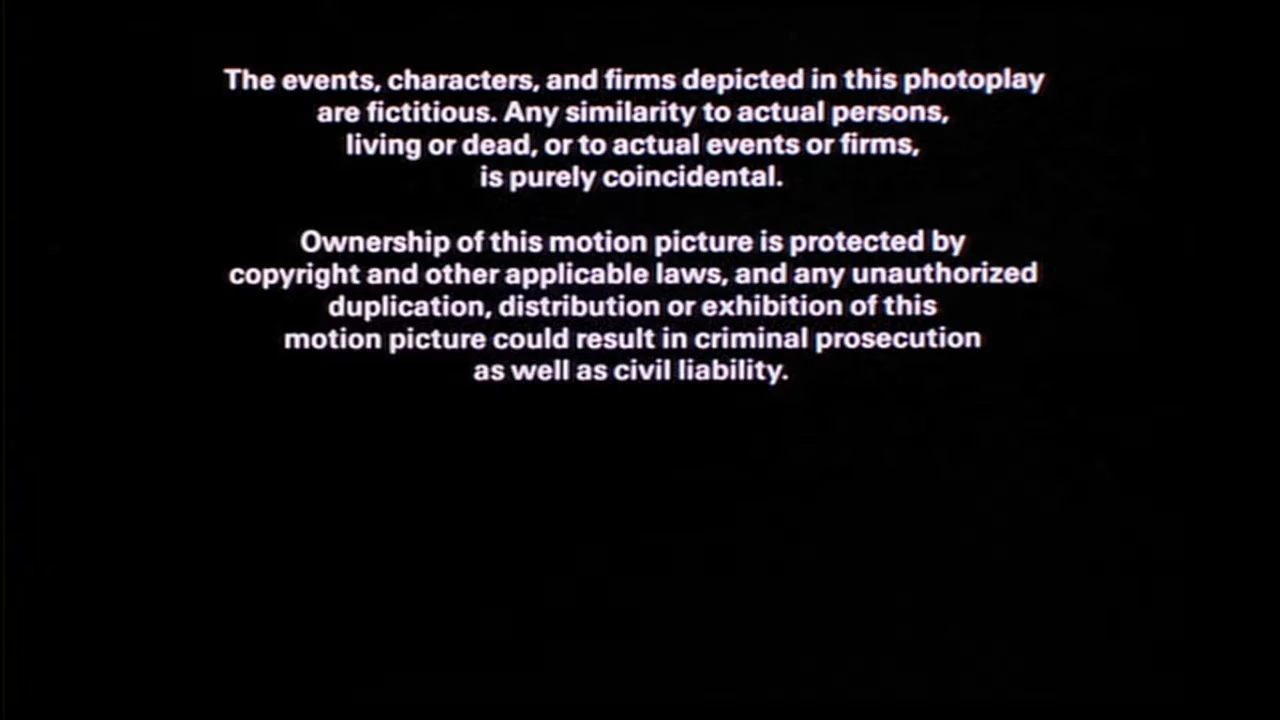 The events, characters, and firms depicted in this photoplay
are fictitious. Any similarity to actual persons,
living or dead, or to actual events or firms,
is purely coincidental.
Ownership of this motion picture is protected by
copyright and other applicable laws, and any unauthorized
duplication, distribution or exhibition of this
motion picture could result in criminal prosecution
as well as civil liability.